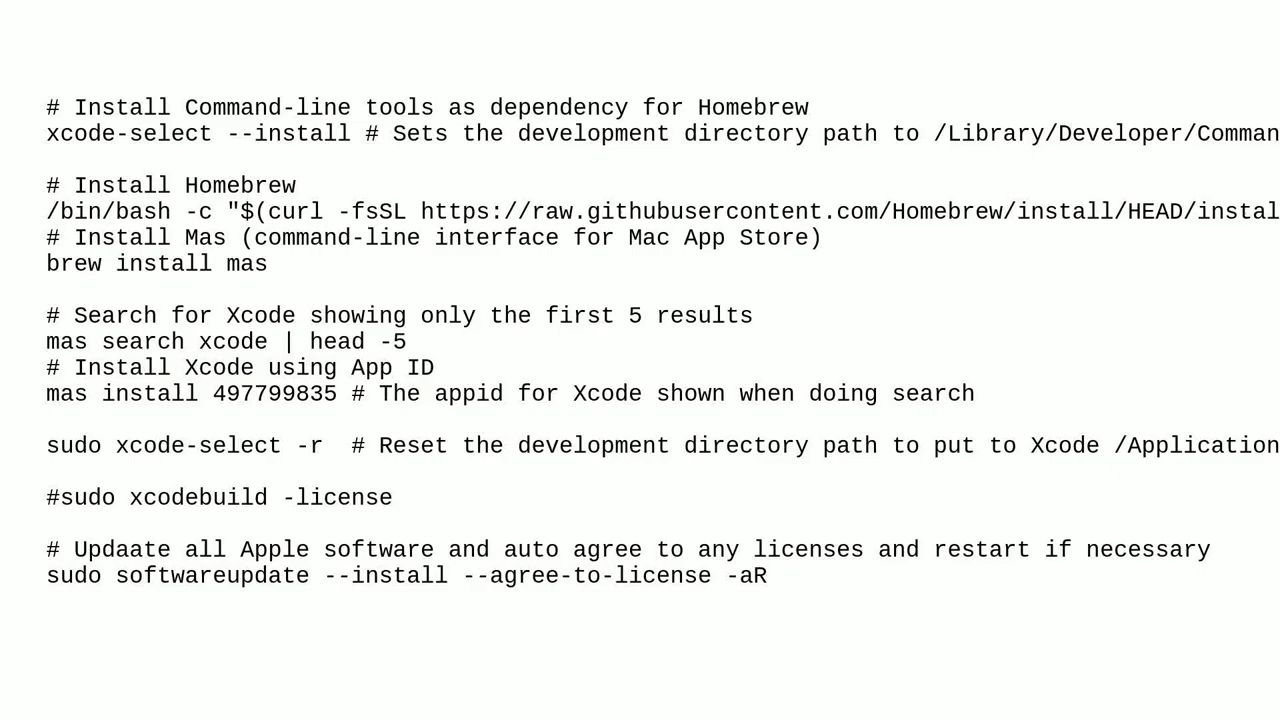 # Install Command-line tools as dependency for Homebrew
xcode-select --install # Sets the development directory path to /Library/Developer/Comman
# Install Homebrew
/bin/bash -c "$(curl -fsSL https://raw.githubusercontent.com/Homebrew/install/HEAD/instal
# Install Mas (command-line interface for Mac App Store)
brew install mas
# Search for Xcode showing only the first 5 results
mas search xcode | head -5
# Install Xcode using App ID
mas install 497799835 # The appid for Xcode shown when doing search
sudo xcode-select -r  # Reset the development directory path to put to Xcode /Application
#sudo xcodebuild -license
# Updaate all Apple software and auto agree to any licenses and restart if necessary
sudo softwareupdate --install --agree-to-license -aR